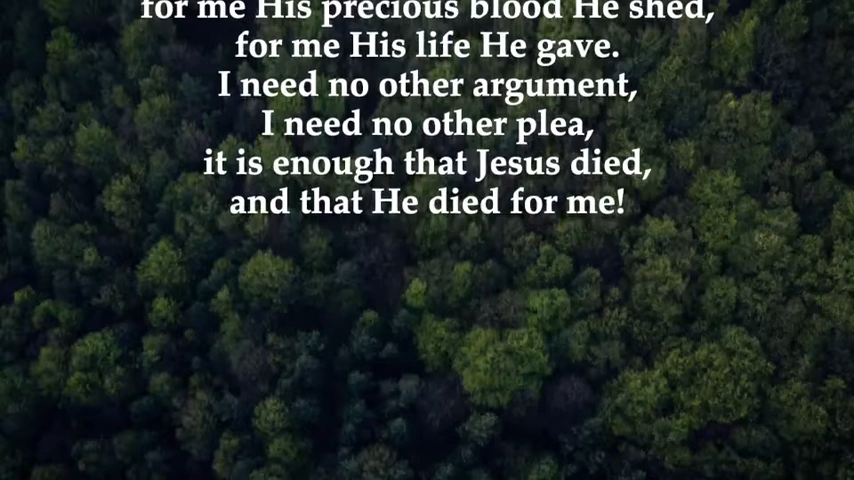 for me His precious blood He shed,
for me His life He gave.
I need no other argument,
I need no other plea,
it is enough that Jesus died,
and that He died for me!